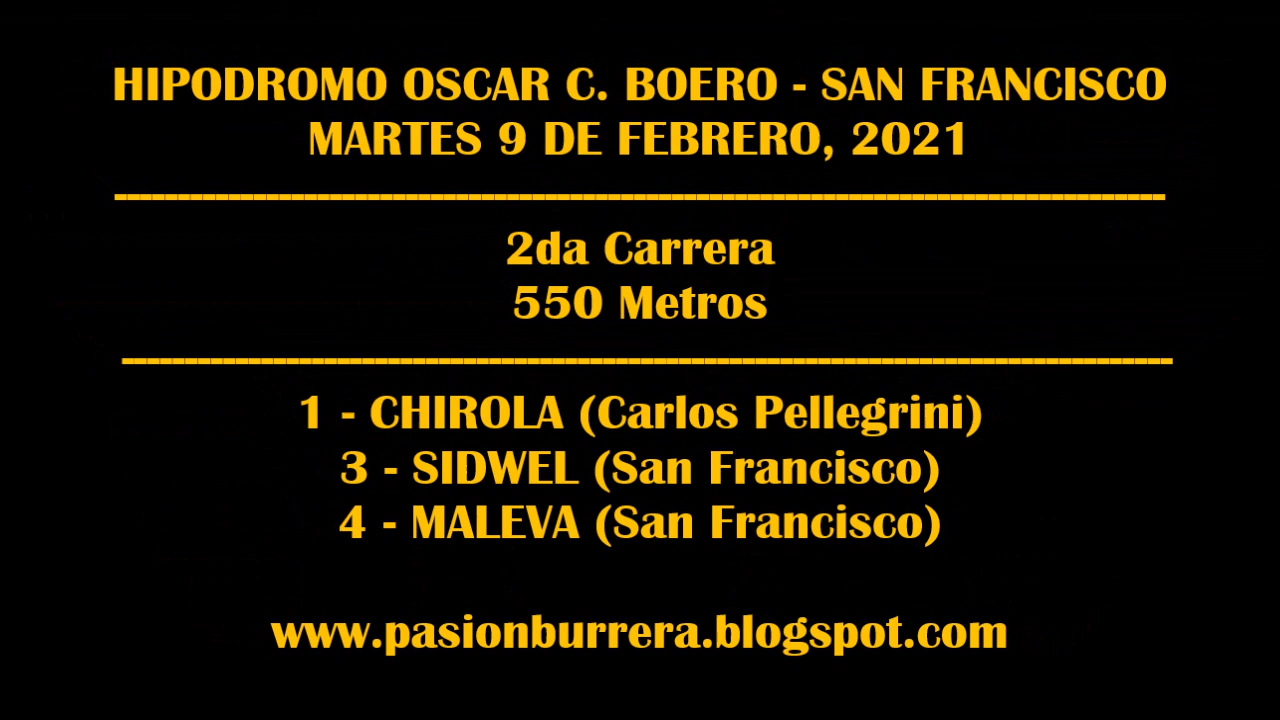 HIPODROMO OSCAR C. BOERO - SAN FRANCISCO
MARTES 9 DE FEBRERO, 2021
2da Carrera
550 Metros
1 - CHIROLA (Carlos Pellegrini)
3 - SIDWEL (San Francisco)
4 - MALEVA (San Francisco)
www.pasionburrera.blogspot.com